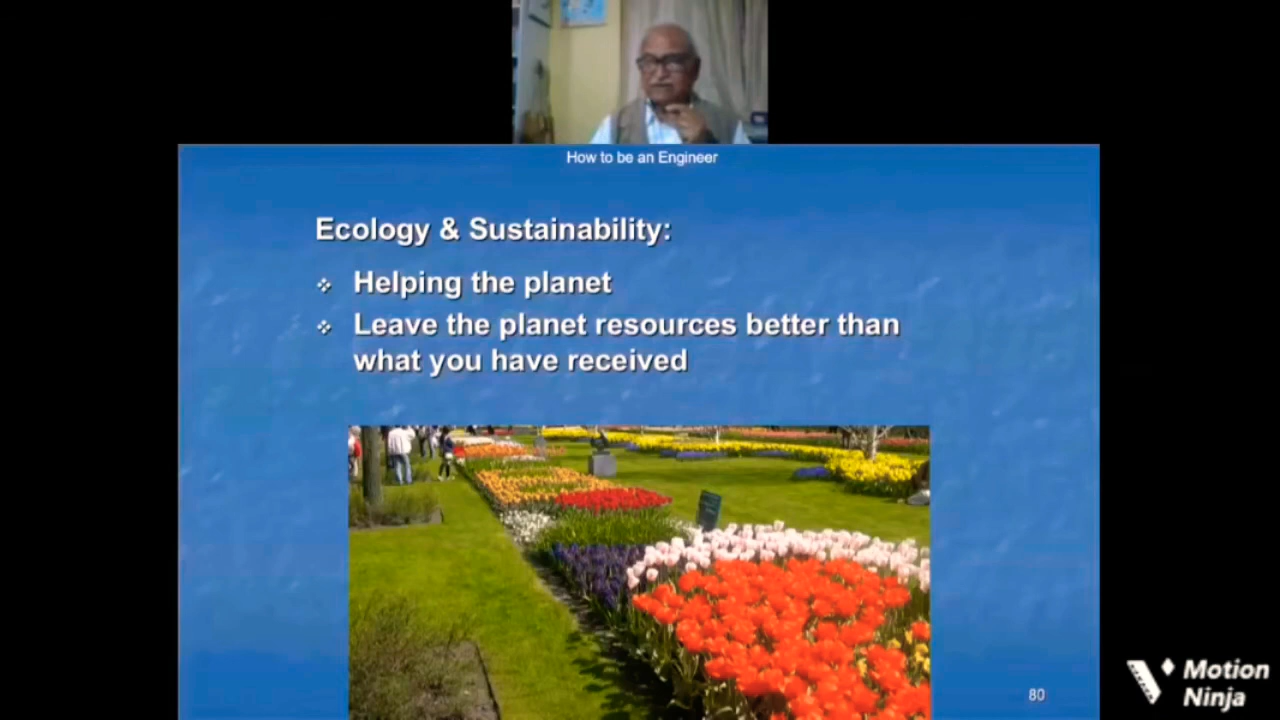 How to be an Engineer
Ecology & Sustainability:
Helping the planet
Leave the planet resources better than
what you have received
80
Motion
Ninja